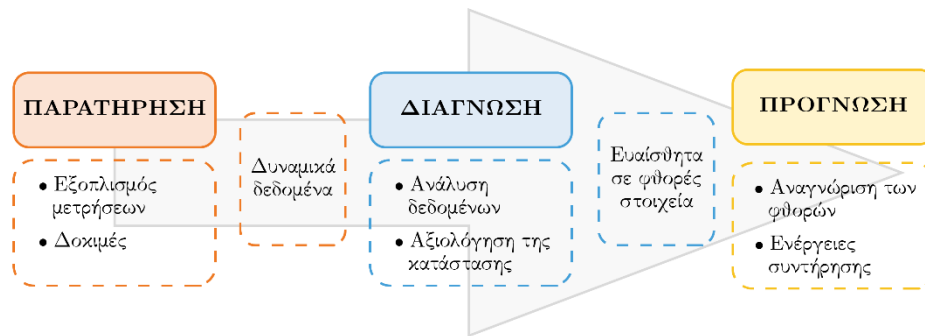 ΠΑΡΑΤΗΡΗΣΗ
• Εξοπλισμός
μετρήσεων
• Δοκιμές
Δυναμικά
δεδομένα
ΔΙΑΓΝΩΣΗ
• Ανάλυση
δεδομένων
• Αξιολόγηση της
κατάστασης
Ευαίσθητα
σε φθορές
στοιχεία
ΠΡΟΓΝΩΣΗ
• Αναγνώριση των
φθορών
• Ενέργειες
συντήρησης